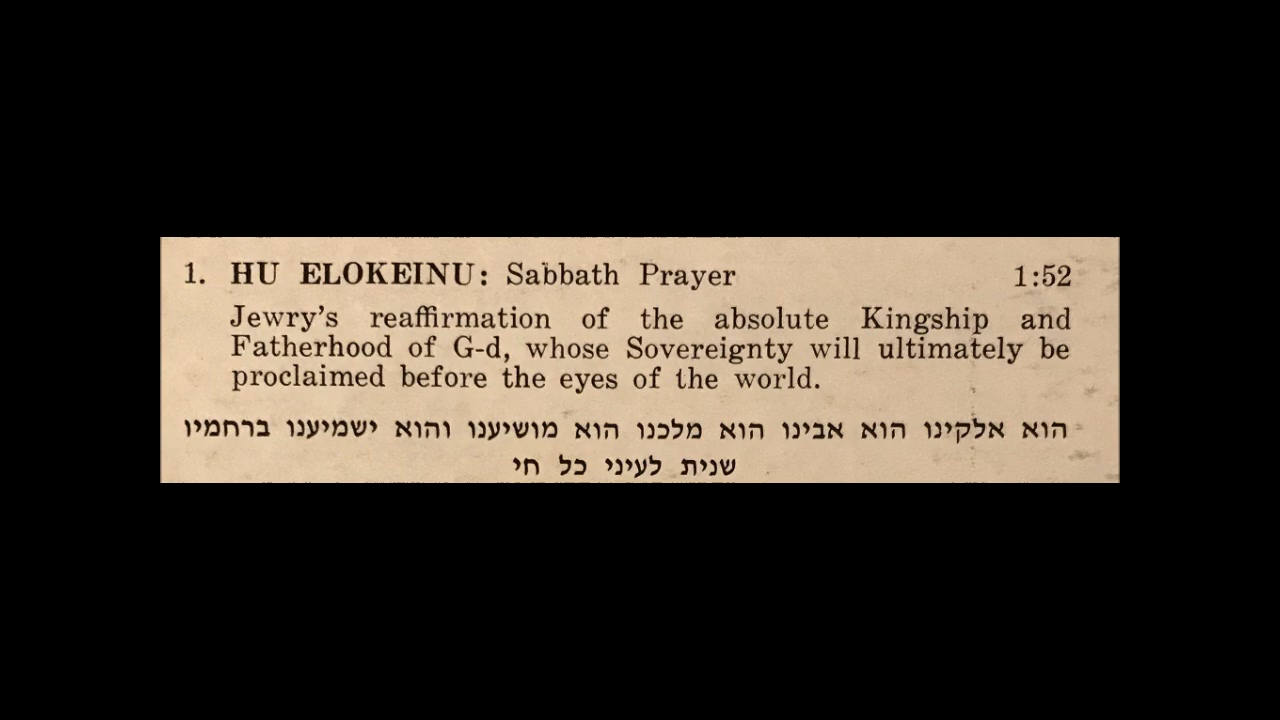 1. HU ELOKEINU: Sabbath Prayer 1:52
Jewry's reaffirmation of the absolute Kingship and
Fatherhood of G-d, whose Sovereignty will ultimately be
proclaimed before the eyes of the world.
הוא אלקינו הוא אבינו הוא מלכנו הוא מושיענו והוא ישמיענו ברחמיו
שנית לעיני כל חי